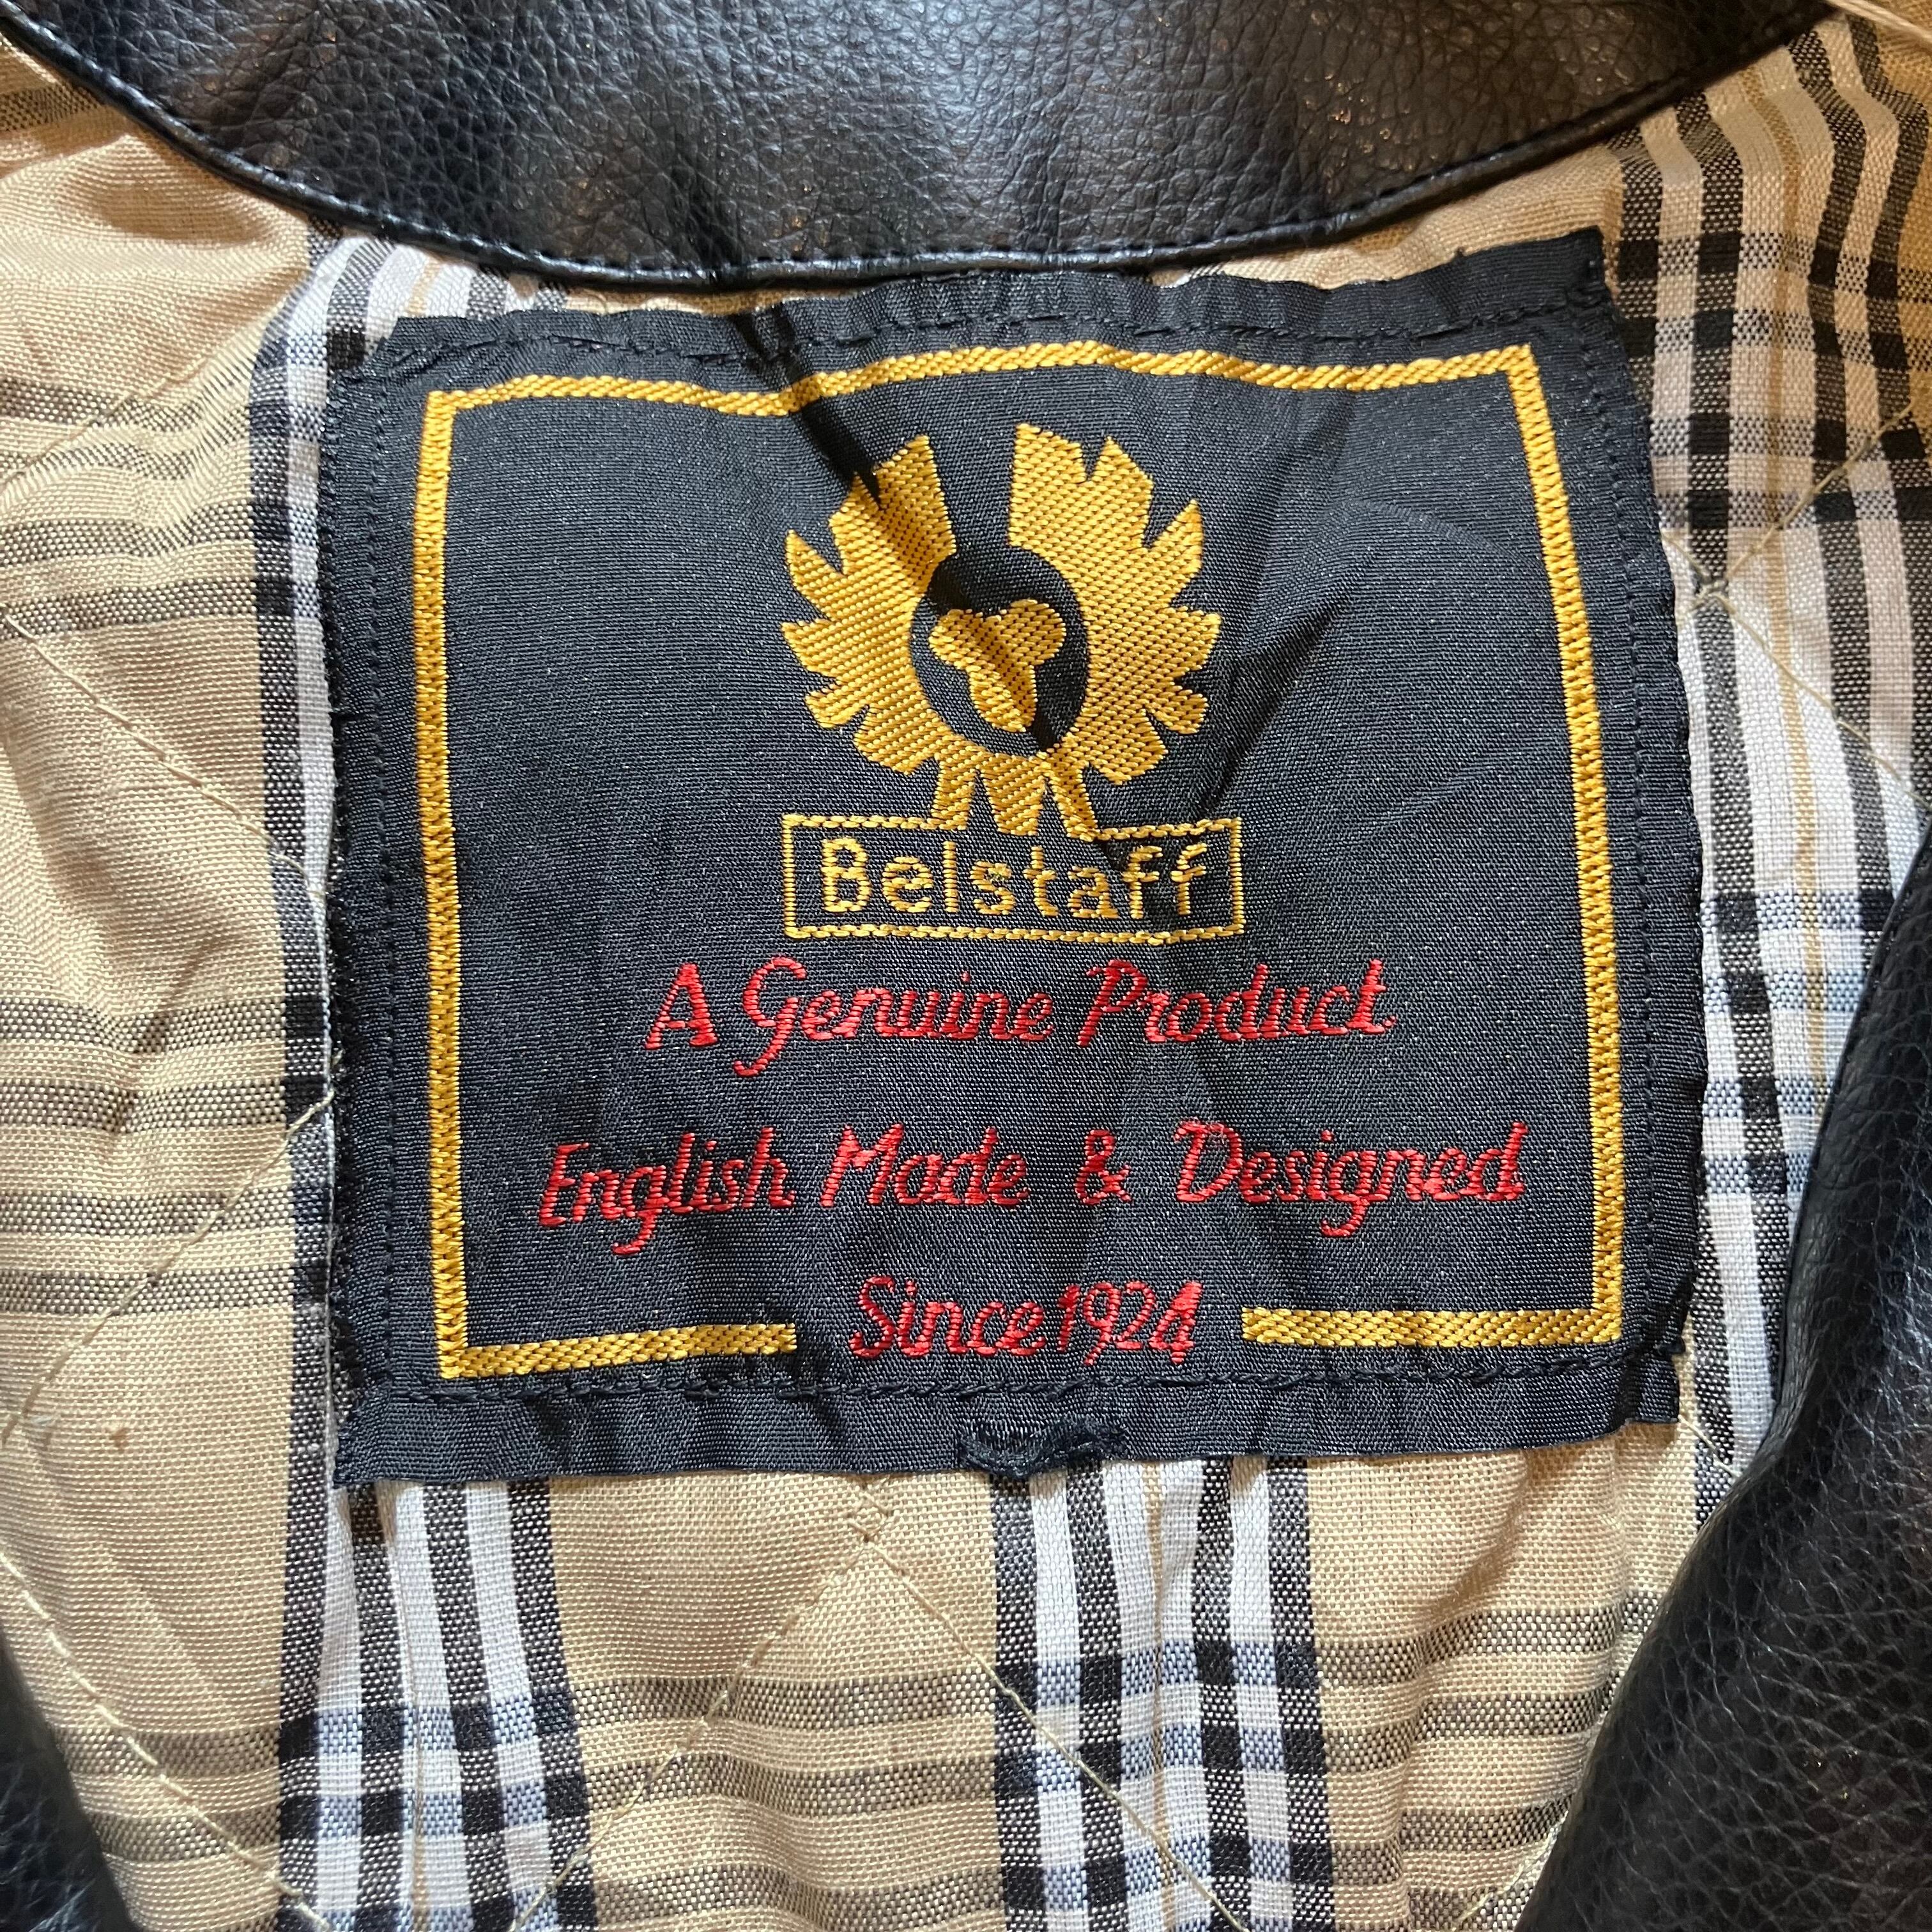 Belstaff
A Genuine Product
English Made & Designed
Since 1924